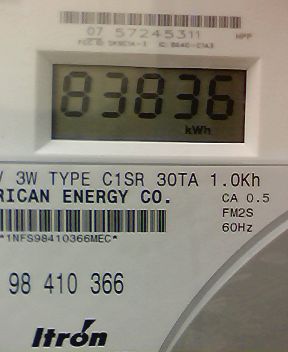 07 57245311
83836
kWh
V 3W TYPE C1SR 30TA 1.0Kh
RICAN ENERGY CO.
CA 0.5
FM2S
60Hz
*1NFS98410366MEC*
98 410 366
Itrón